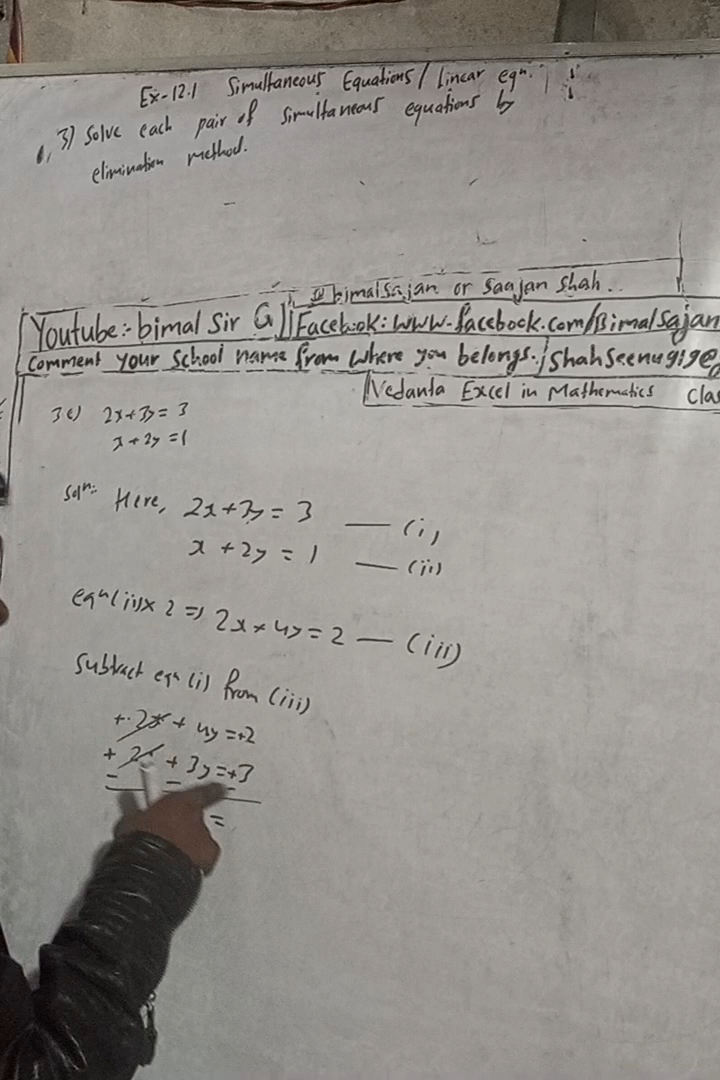 Ex-12.1 Simultaneous Equations/ Linear eqn.
3) Solve each pair of simultaneous equations by
elimination method.
bimalsajan or Saajan Shah..
Youtube:- bimal Sir G || Facebook: www.facebook.com/Bimalsajan
Comment your School name from where you belongs. /Shahseenugige
Vedanta Excel in Mathematics Clas
3 c) 2x+3y = 3
x + 2y = 1
Solⁿ: Here, 2x+3y = 3 — (i)
x + 2y = 1 — (ii)
eqⁿ(ii)x 2 => 2x + 4y = 2 — (iii)
Subtract eqn (i) from (iii)
+ 2x + 4y = +2
+ 2x + 3y = +3
- - -
=